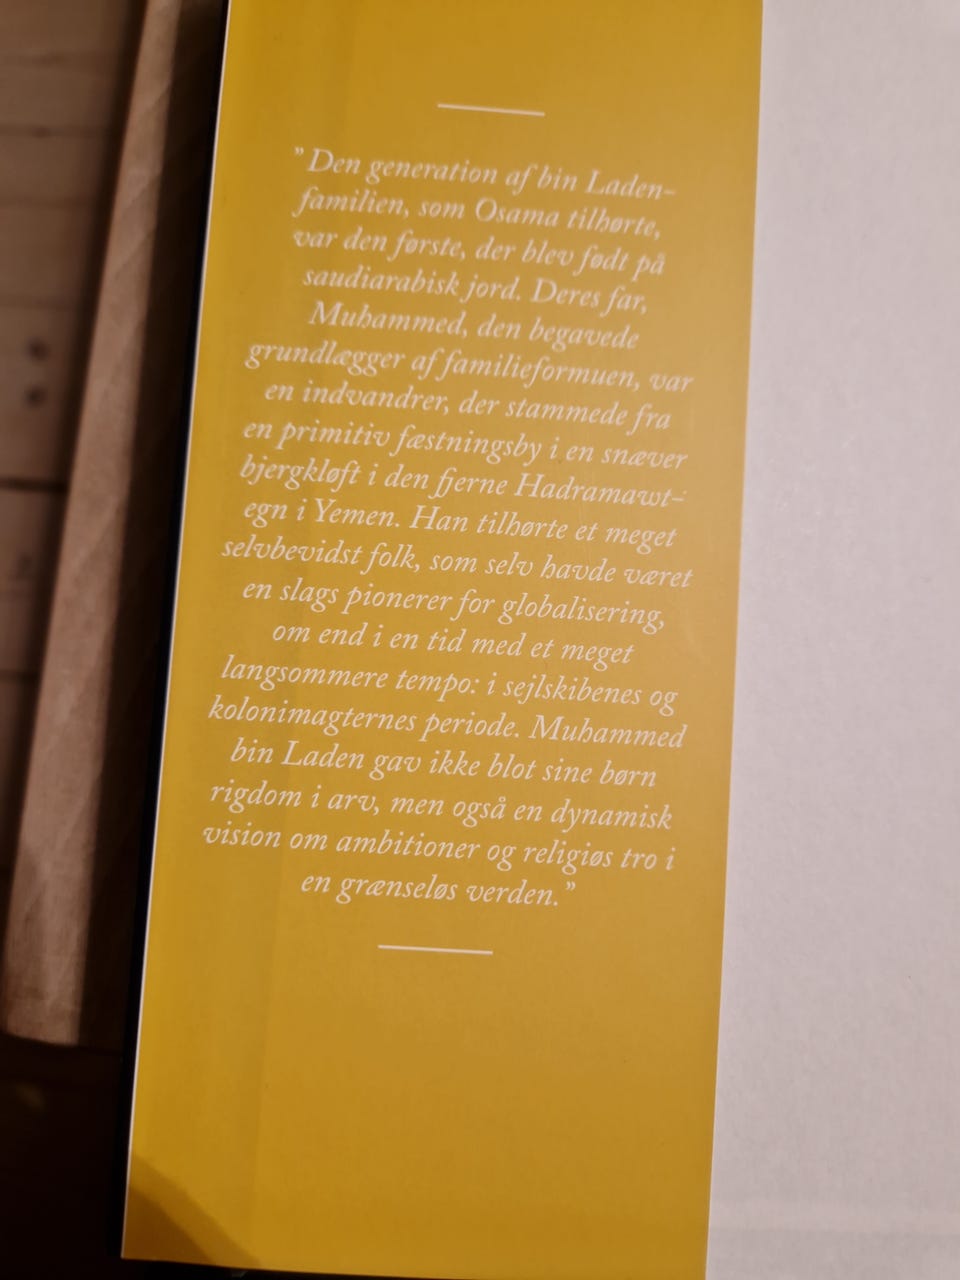 ”Den generation af bin Laden-
familien, som Osama tilhørte,
var den første, der blev født på
saudiarabisk jord. Deres far,
Muhammed, den begavede
grundlægger af familieformuen, var
en indvandrer, der stammede fra
en primitiv fæstningsby i en snæver
bjergkløft i den fjerne Hadramawt-
egn i Yemen. Han tilhørte et meget
selvbevidst folk, som selv havde været
en slags pionerer for globalisering,
om end i en tid med et meget
langsommere tempo: i sejlskibenes og
kolonimagternes periode. Muhammed
bin Laden gav ikke blot sine børn
rigdom i arv, men også en dynamisk
vision om ambitioner og religiøs tro i
en grænseløs verden.”